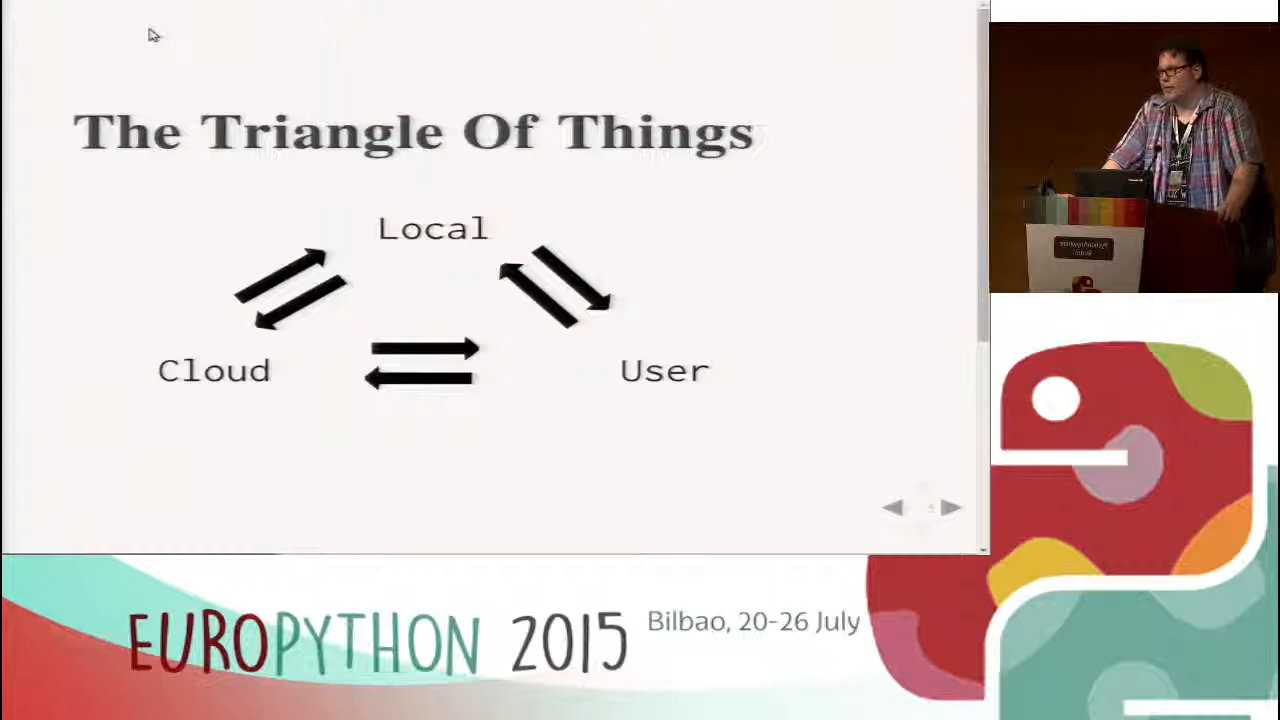 The Triangle Of Things
Local
Cloud
User
EUROPYTHON 2015
Bilbao, 20-26 July